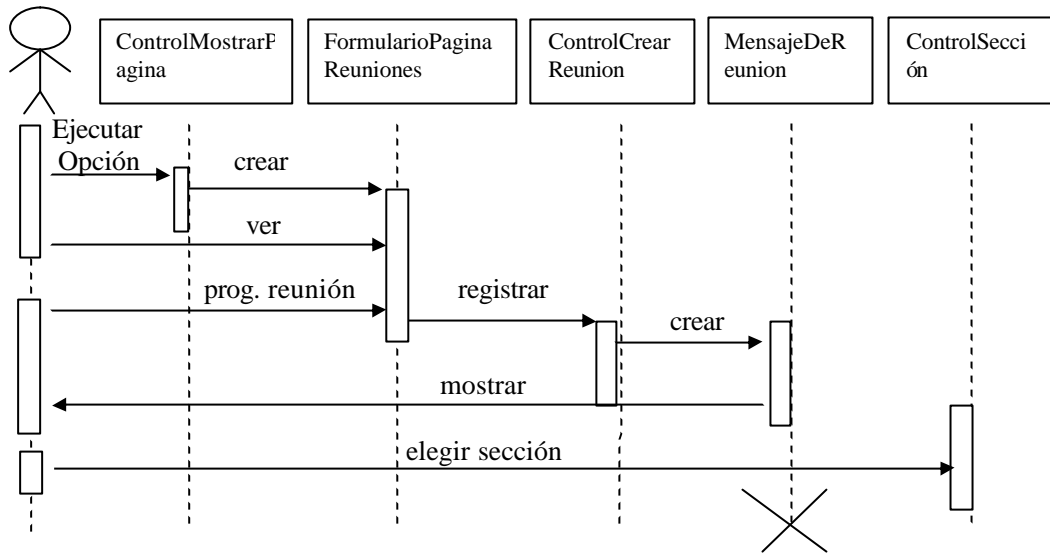 ControlMostrarP
agina
FormularioPagina
Reuniones
ControlCrear
Reunion
MensajeDeR
eunion
ControlSecci
ón
Ejecutar
Opción
crear
ver
prog. reunión
registrar
crear
mostrar
elegir sección